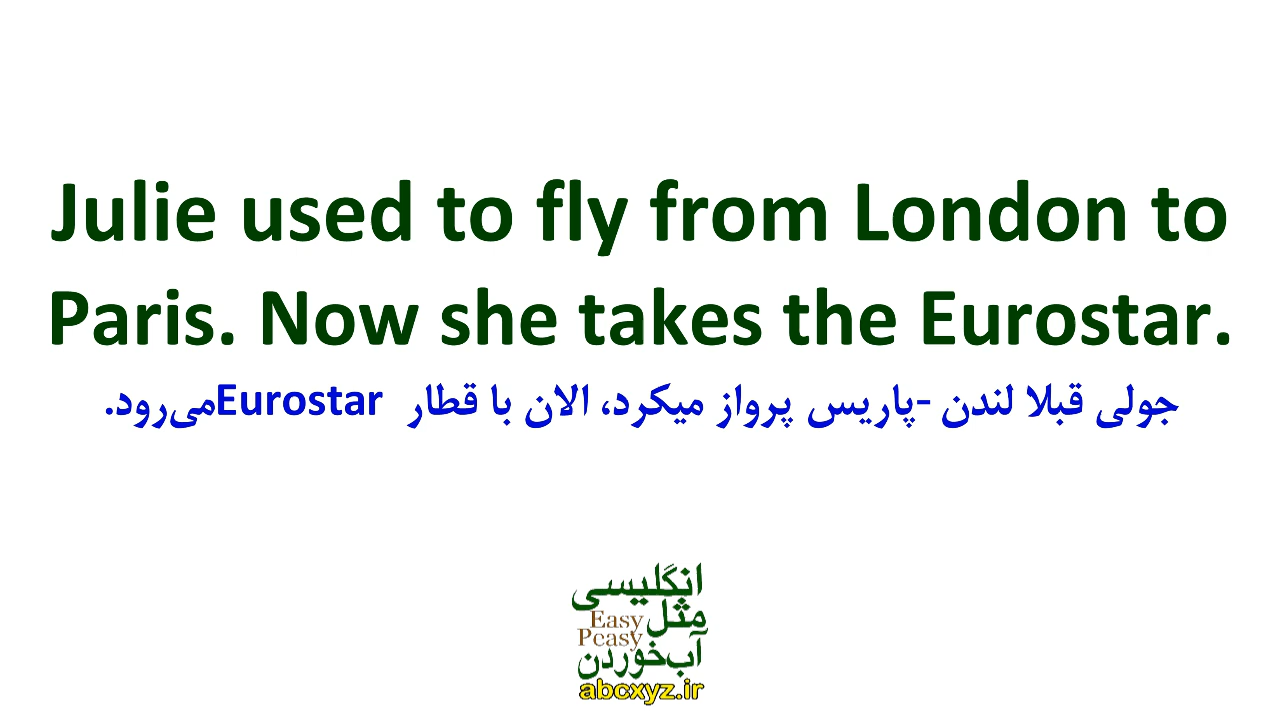 Julie used to fly from London to
Paris. Now she takes the Eurostar.
جولی قبلا لندن -پاریس پرواز میکرد، الان با قطار Eurostar می‌رود.
انگلیسی
مثل
Easy
Peasy
آب‌خوردن
abcxyz.ir